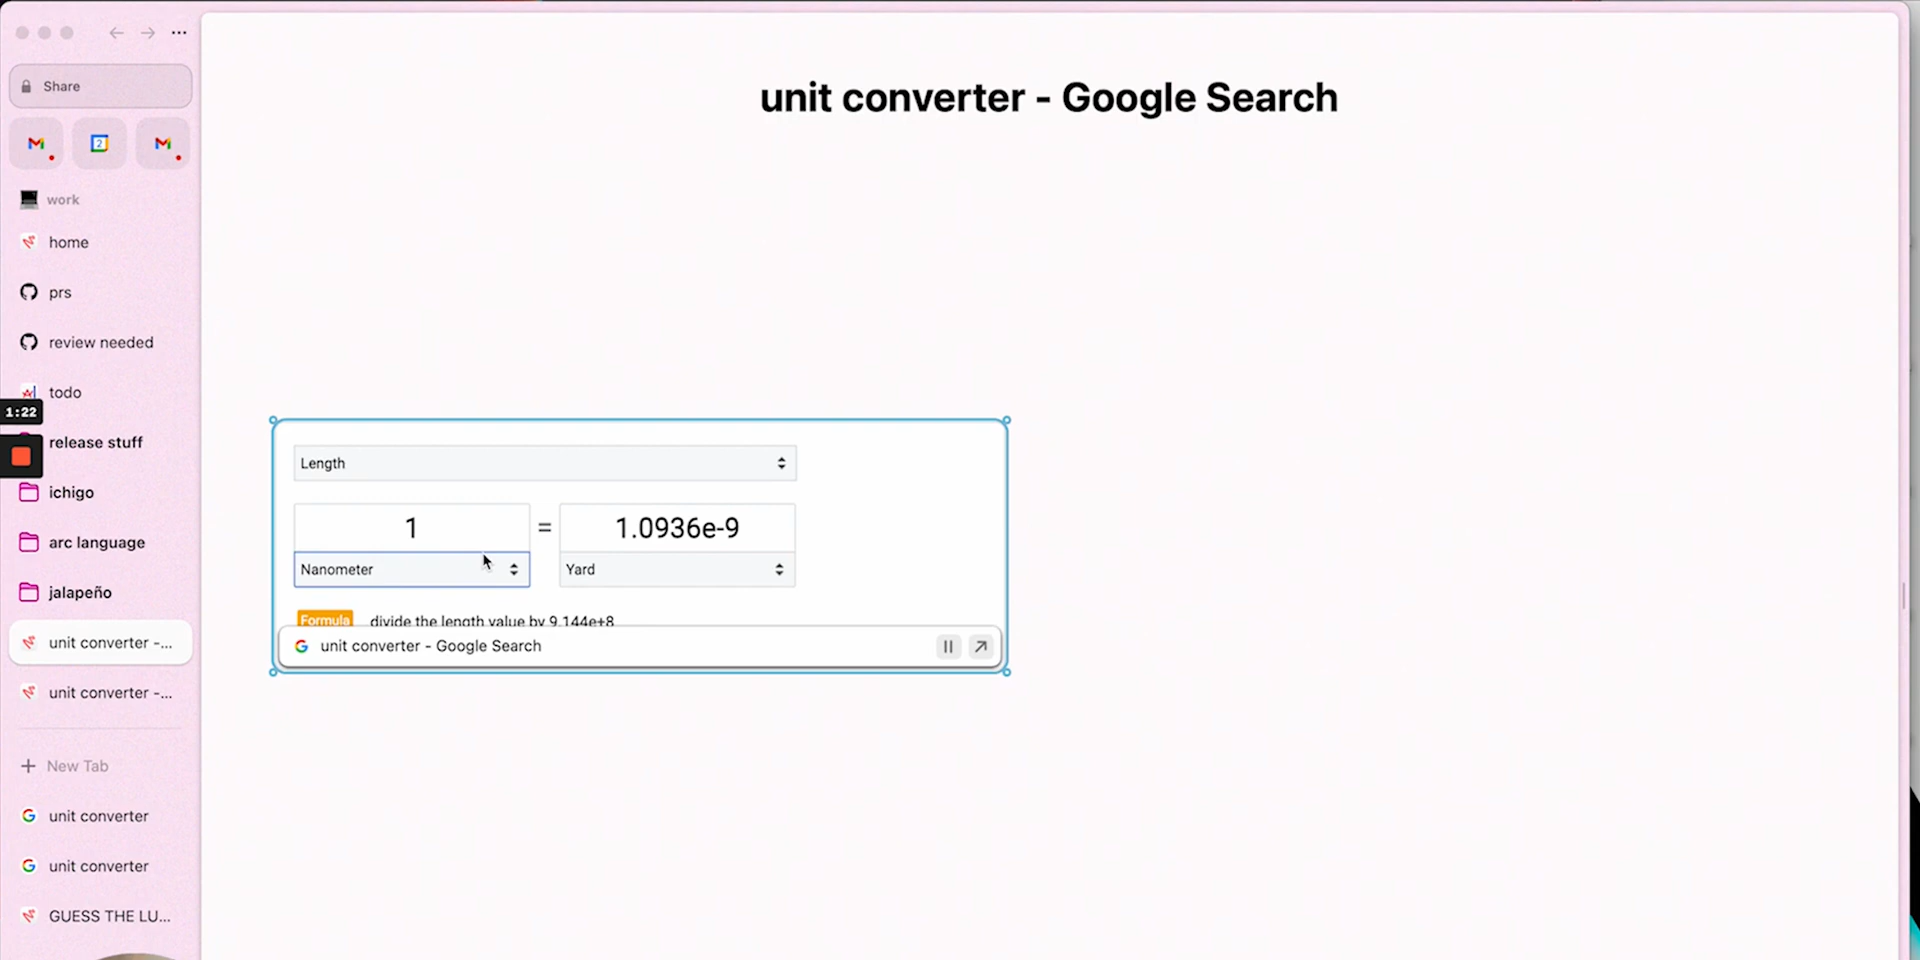 Share
2
work
home
prs
review needed
todo
1:22
release stuff
ichigo
arc language
jalapeño
unit converter -...
unit converter -...
New Tab
unit converter
unit converter
GUESS THE LU...
unit converter - Google Search
Length
1 = 1.0936e-9
Nanometer Yard
Formula divide the length value by 9.144e+8
unit converter - Google Search